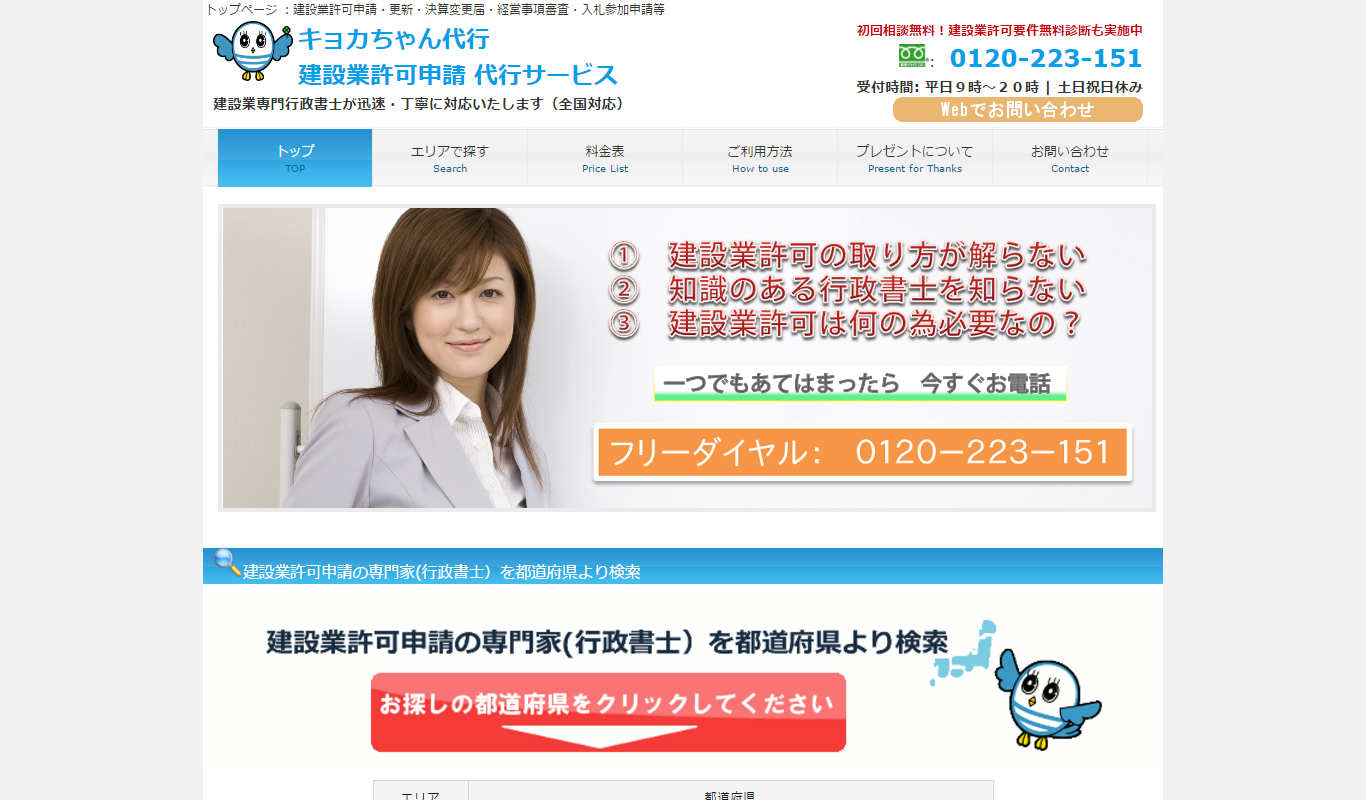 トップページ ：建設業許可申請・更新・決算変更届・経営事項審査・入札参加申請等
キョカちゃん代行
建設業許可申請 代行サービス
建設業専門行政書士が迅速・丁寧に対応いたします（全国対応）
初回相談無料！建設業許可要件無料診断も実施中
: 0120-223-151
受付時間: 平日９時～２０時 | 土日祝日休み
Webでお問い合わせ
トップ
TOP
エリアで探す
Search
料金表
Price List
ご利用方法
How to use
プレゼントについて
Present for Thanks
お問い合わせ
Contact
① 建設業許可の取り方が解らない
② 知識のある行政書士を知らない
③ 建設業許可は何の為必要なの？
一つでもあてはまったら 今すぐお電話
フリーダイヤル： 0120－223－151
建設業許可申請の専門家(行政書士）を都道府県より検索
建設業許可申請の専門家(行政書士）を都道府県より検索
お探しの都道府県をクリックしてください
エリア
都道府県